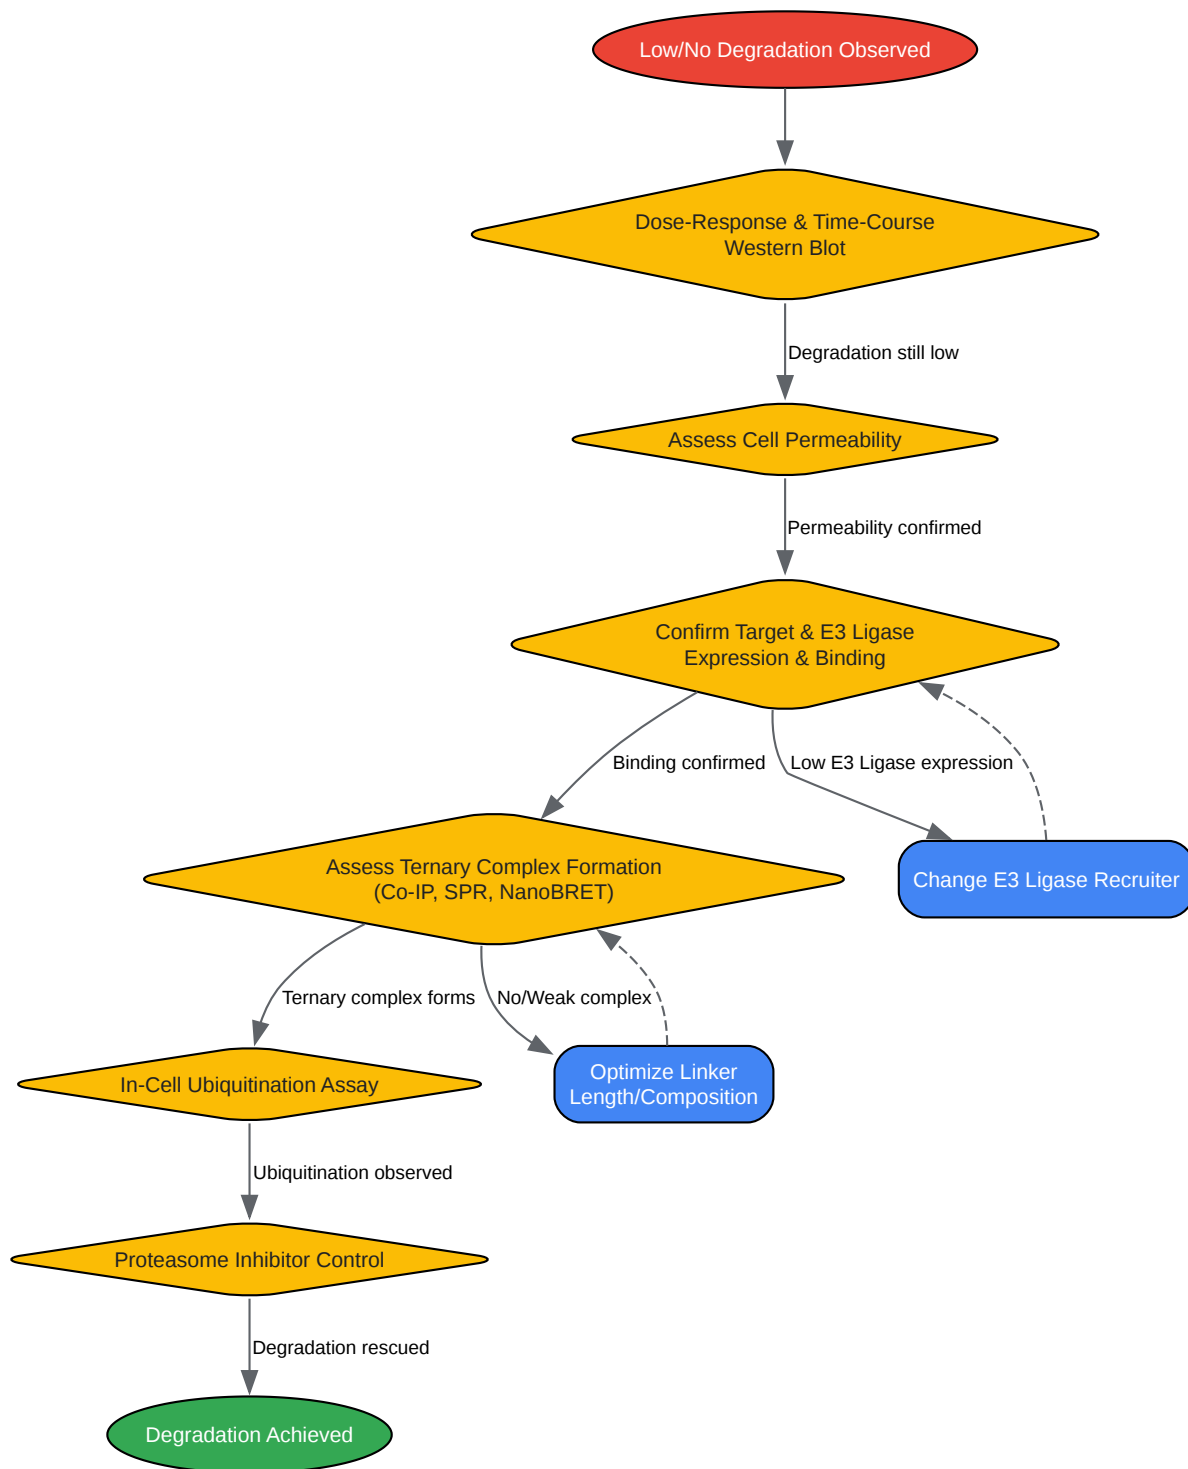 Low/No Degradation Observed
Dose-Response & Time-Course
Western Blot
Degradation still low
Assess Cell Permeability
Permeability confirmed
Confirm Target & E3 Ligase
Expression & Binding
Binding confirmed
Low E3 Ligase expression
Assess Ternary Complex Formation
(Co-IP, SPR, NanoBRET)
Change E3 Ligase Recruiter
Ternary complex forms
No/Weak complex
In-Cell Ubiquitination Assay
Optimize Linker
Length/Composition
Ubiquitination observed
Proteasome Inhibitor Control
Degradation rescued
Degradation Achieved